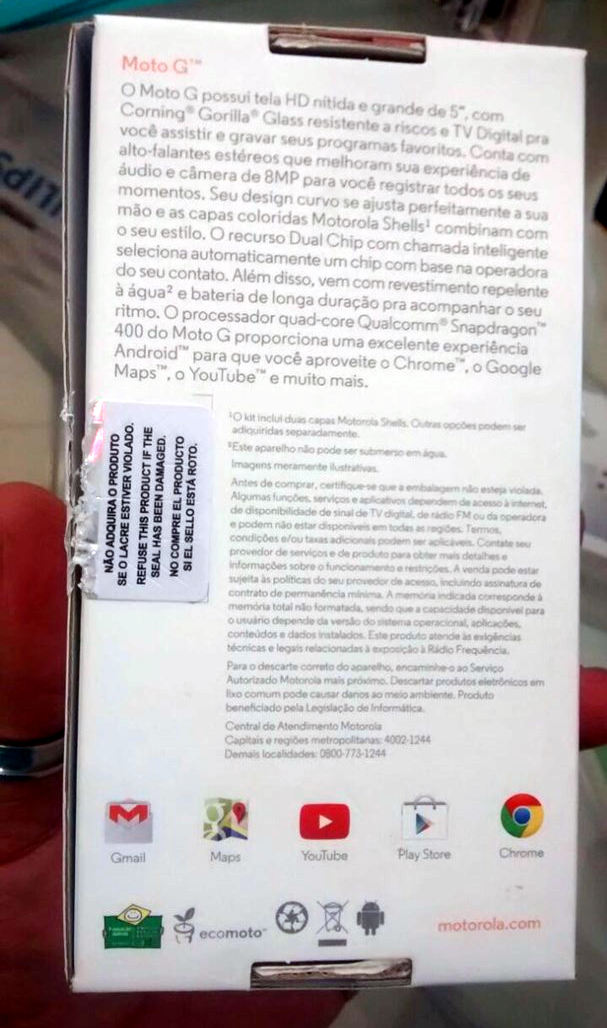 Moto G™
O Moto G possui tela HD nítida e grande de 5", com
Corning® Gorilla® Glass resistente a riscos e TV Digital pra
você assistir e gravar seus programas favoritos. Conta com
alto-falantes estéreos que melhoram sua experiência de
áudio e câmera de 8MP para você registrar todos os seus
momentos. Seu design curvo se ajusta perfeitamente a sua
mão e as capas coloridas Motorola Shells¹ combinam com
o seu estilo. O recurso Dual Chip com chamada inteligente
seleciona automaticamente um chip com base na operadora
do seu contato. Além disso, vem com revestimento repelente
à água² e bateria de longa duração pra acompanhar o seu
ritmo. O processador quad-core Qualcomm® Snapdragon™
400 do Moto G proporciona uma excelente experiência
Android™ para que você aproveite o Chrome™, o Google
Maps™, o YouTube™ e muito mais.
NÃO ADQUIRA O PRODUTO
SE O LACRE ESTIVER VIOLADO.
REFUSE THIS PRODUCT IF THE
SEAL HAS BEEN DAMAGED.
NO COMPRE EL PRODUCTO
SI EL SELLO ESTÁ ROTO.
¹O kit inclui duas capas Motorola Shells. Outras opções podem ser
adiquiridas separadamente.
²Este aparelho não pode ser submerso em água.
Imagens meramente ilustrativas.
Antes de comprar, certifique-se que a embalagem não esteja violada.
Algumas funções, serviços e aplicativos dependem de acesso à internet,
de disponibilidade de sinal de TV digital, de rádio FM ou da operadora
e podem não estar disponíveis em todas as regiões. Termos,
condições e/ou taxas adicionais podem ser aplicáveis. Contate seu
provedor de serviços e de produto para obter mais detalhes e
informações sobre o funcionamento e restrições. A venda pode estar
sujeita às políticas do seu provedor de acesso, incluindo assinatura de
contrato de permanência mínima. A memória indicada corresponde à
memória total não formatada, sendo que a capacidade disponível para
o usuário depende da versão do sistema operacional, aplicações,
conteúdos e dados instalados. Este produto atende às exigências
técnicas e legais relacionadas à exposição à Rádio Frequência.
Para o descarte correto do aparelho, encaminhe-o ao Serviço
Autorizado Motorola mais próximo. Descartar produtos eletrônicos em
lixo comum pode causar danos ao meio ambiente. Produto
beneficiado pela Legislação de Informática.
Central de Atendimento Motorola
Capitais e regiões metropolitanas: 4002-1244
Demais localidades: 0800-773-1244
Gmail
Maps
YouTube
Play Store
Chrome
ecomoto™
motorola.com